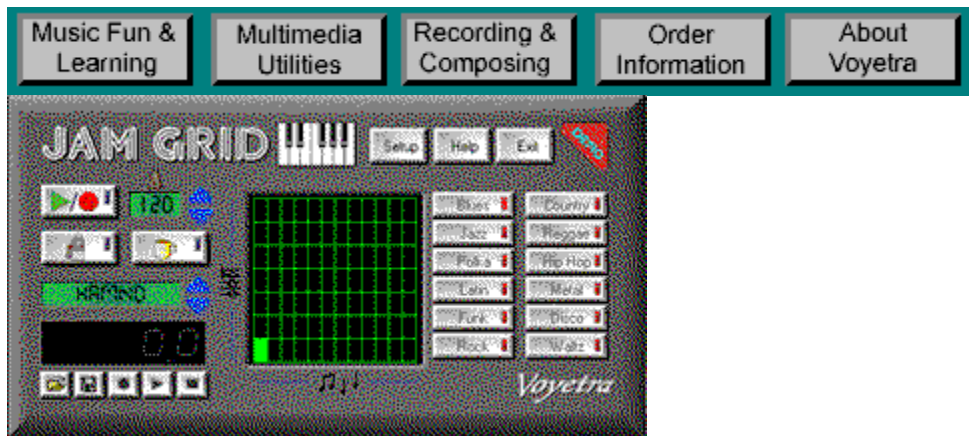 Music Fun &
Learning
Multimedia
Utilities
Recording &
Composing
Order
Information
About
Voyetra
JAM GRID
Setup
Help
Exit
DEMO
120
Blues
Country
Jazz
Reggae
Polka
Hip Hop
Latin
Metal
Funk
Disco
Rock
Waltz
00
Voyetra